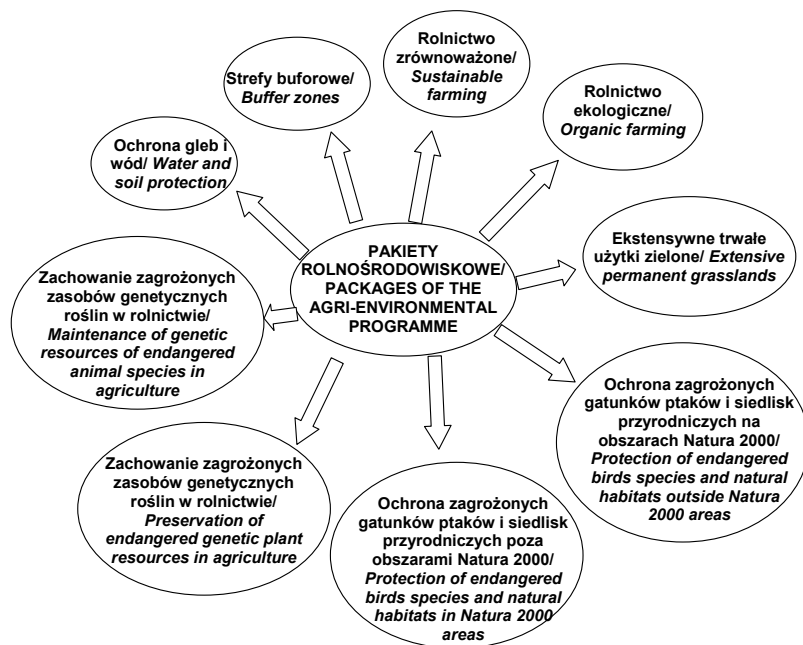 Rolnictwo
zrównoważone/
Sustainable
farming
Strefy buforowe/
Buffer zones
Rolnictwo
ekologiczne/
Organic farming
Ochrona gleb i
wód/ Water and
soil protection
PAKIETY
ROLNOŚRODOWISKOWE/
PACKAGES OF THE
AGRI-ENVIRONMENTAL
PROGRAMME
Ekstensywne trwałe
użytki zielone/ Extensive
permanent grasslands
Zachowanie zagrożonych
zasobów genetycznych
roślin w rolnictwie/
Maintenance of genetic
resources of endangered
animal species in
agriculture
Ochrona zagrożonych
gatunków ptaków i siedlisk
przyrodniczych na
obszarach Natura 2000/
Protection of endangered
birds species and natural
habitats outside Natura
2000 areas
Zachowanie zagrożonych
zasobów genetycznych
roślin w rolnictwie/
Preservation of
endangered genetic plant
resources in agriculture
Ochrona zagrożonych
gatunków ptaków i siedlisk
przyrodniczych poza
obszarami Natura 2000/
Protection of endangered
birds species and natural
habitats in Natura 2000
areas